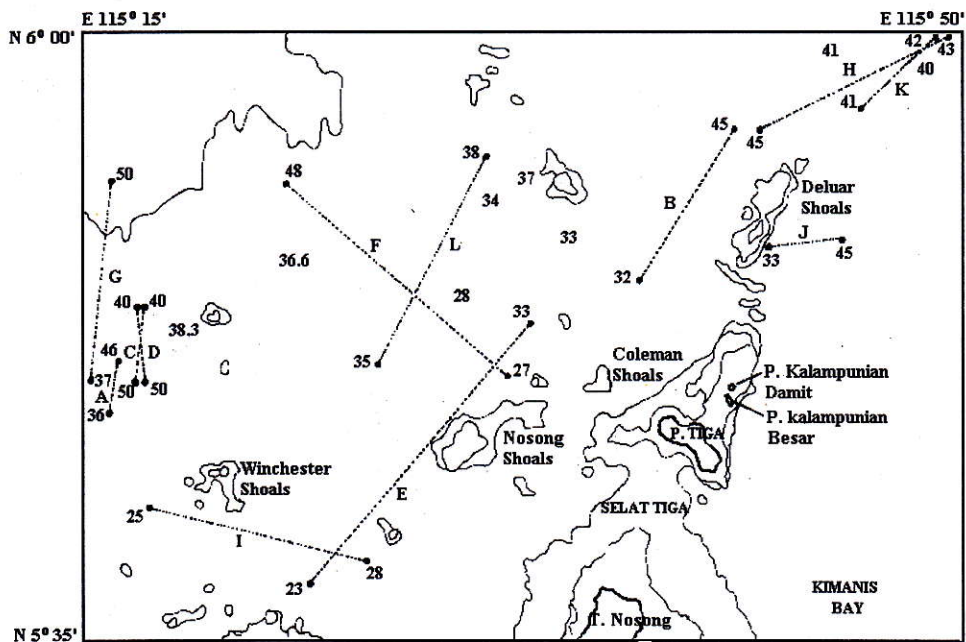 E 115° 15'
E 115° 50'
N 6° 00'
42
43
41
H
40
K
41
45
45
38
48
50
37
34
Deluar
Shoals
B
F
L
33
J
36.6
33
45
G
32
28
40
40
33
38.3
46
C
D
35
Coleman
Shoals
27
P. Kalampunian
Damit
37
50
50
A
36
P. kalampunian
Besar
P. TIGA
Nosong
Shoals
Winchester
Shoals
E
25
SELAT TIGA
I
28
23
KIMANIS
BAY
T. Nosong
N 5° 35'